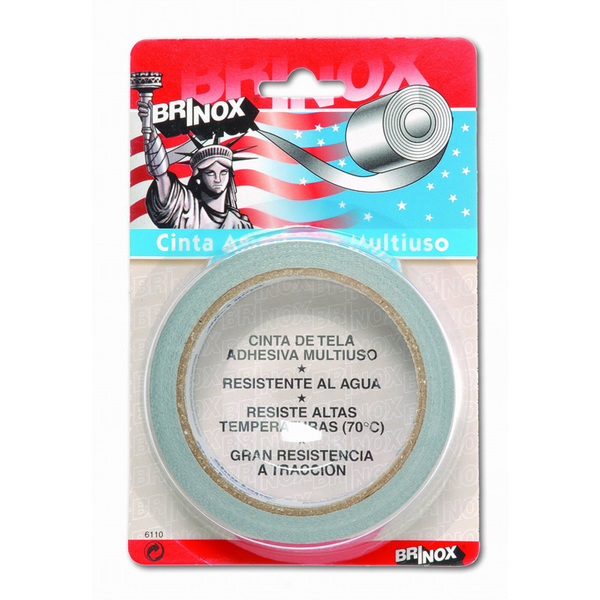 BRINOX
BRINOX
Cinta Multiuso
CINTA DE TELA
ADHESIVA MULTIUSO
★
RESISTENTE AL AGUA
★
RESISTE ALTAS
TEMPERATURAS (70°C)
GRAN RESISTENCIA
A TRACCIÓN
6110
BRINOX